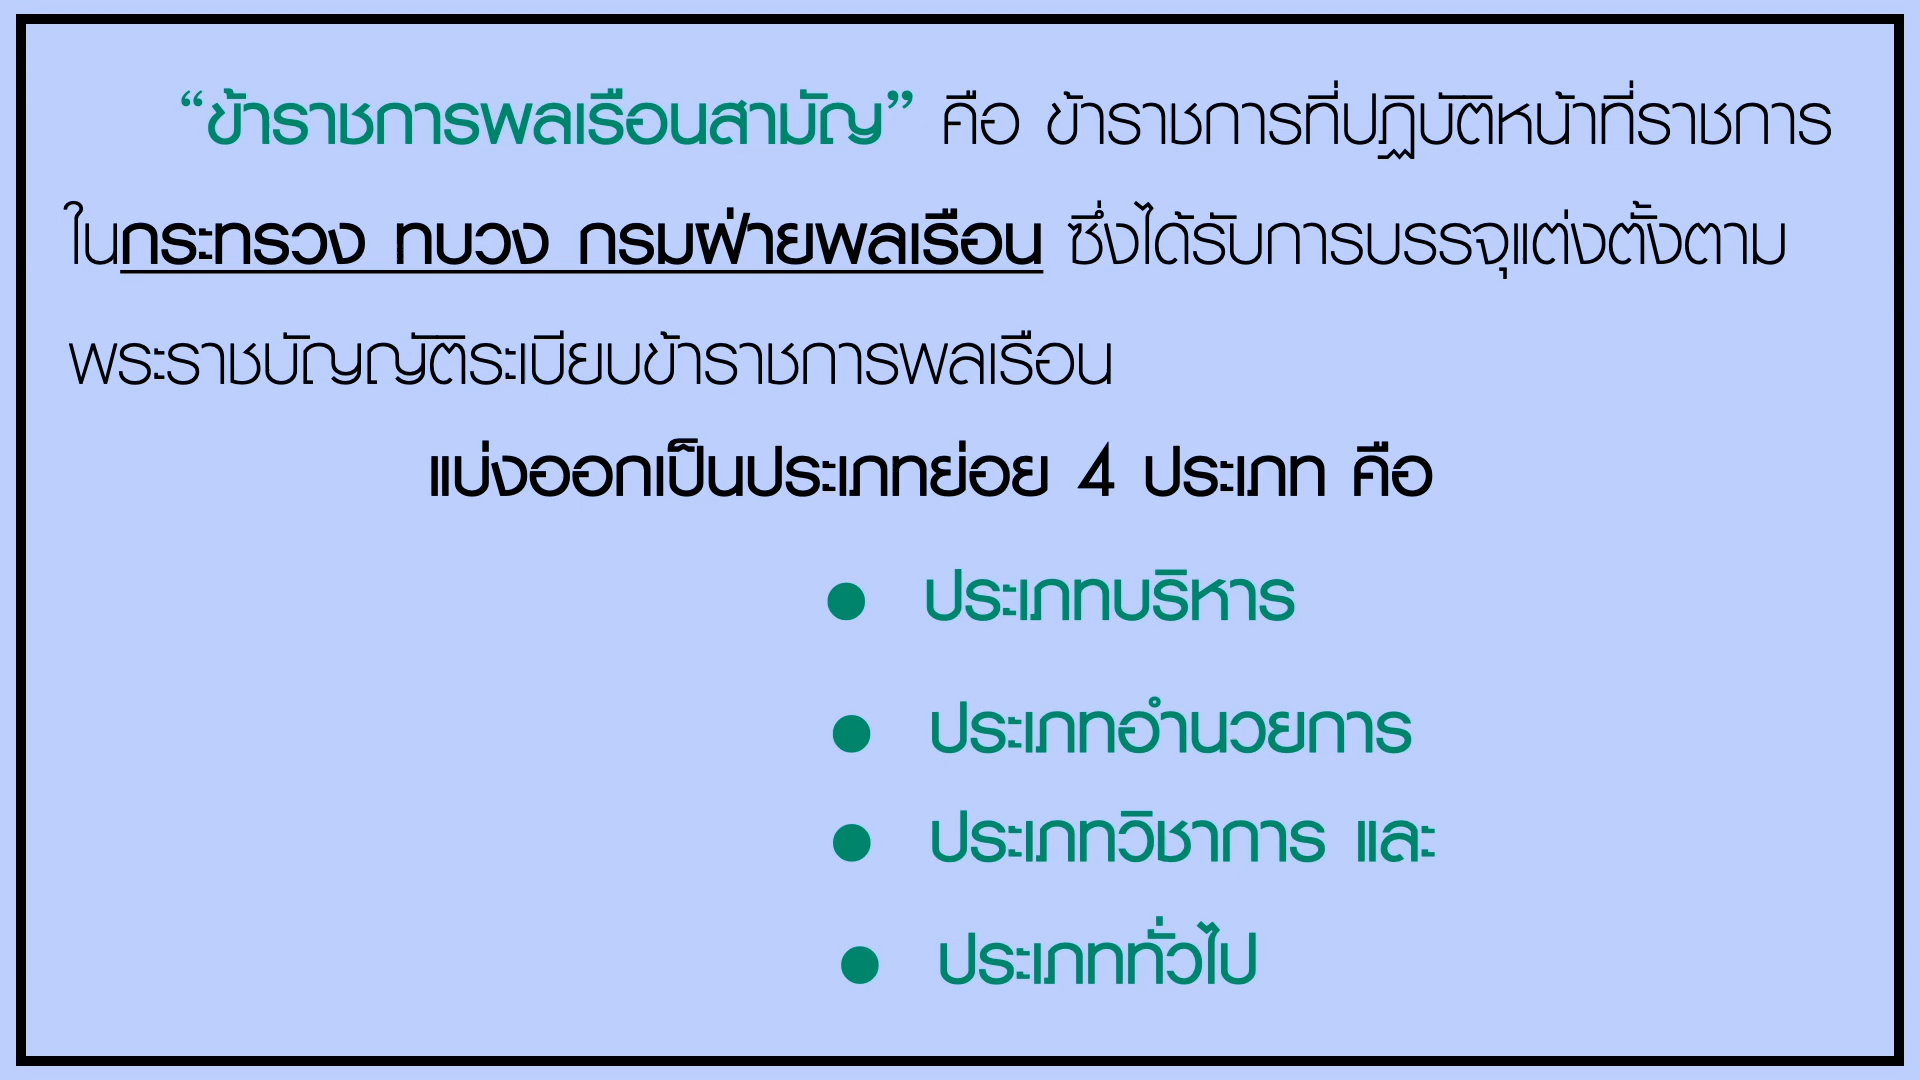 “ข้าราชการพลเรือนสามัญ” คือ ข้าราชการที่ปฏิบัติหน้าที่ราชการ
ในกระทรวง ทบวง กรมฝ่ายพลเรือน ซึ่งได้รับการบรรจุแต่งตั้งตาม
พระราชบัญญัติระเบียบข้าราชการพลเรือน
แบ่งออกเป็นประเภทย่อย 4 ประเภท คือ
● ประเภทบริหาร
● ประเภทอำนวยการ
● ประเภทวิชาการ และ
● ประเภททั่วไป